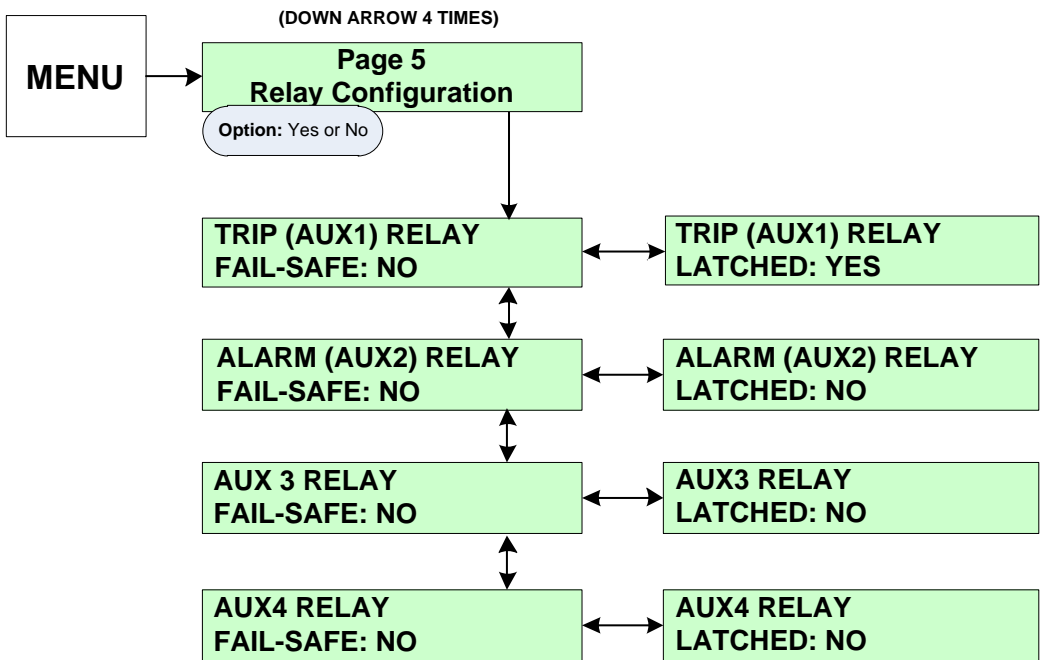 (DOWN ARROW 4 TIMES)
MENU
Page 5
Relay Configuration
Option: Yes or No
TRIP (AUX1) RELAY
FAIL-SAFE: NO
TRIP (AUX1) RELAY
LATCHED: YES
ALARM (AUX2) RELAY
FAIL-SAFE: NO
ALARM (AUX2) RELAY
LATCHED: NO
AUX 3 RELAY
FAIL-SAFE: NO
AUX3 RELAY
LATCHED: NO
AUX4 RELAY
FAIL-SAFE: NO
AUX4 RELAY
LATCHED: NO